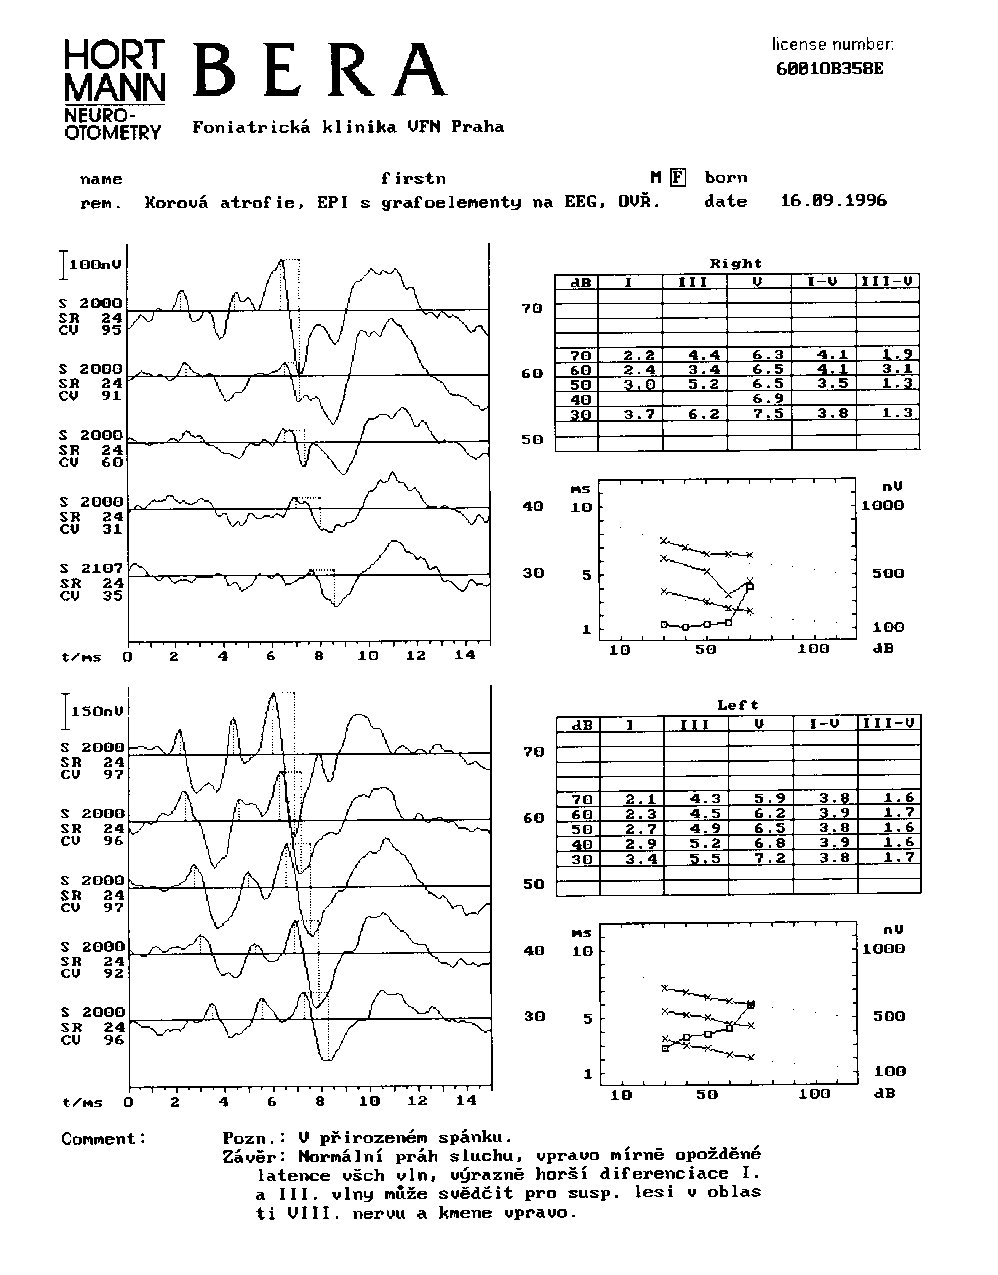 HORT
MANN
NEURO-
OTOMETRY
BERA
Foniatrická klinika VFN Praha
license number:
60010B358E
name firstn M F born
rem. Korová atrofie, EPI s grafoelementy na EEG, OVŘ. date 16.09.1996
100nV
S 2000
SR 24
CV 95
70
S 2000
SR 24
CV 91
60
S 2000
SR 24
CV 60
50
S 2000
SR 24
CV 31
40
S 2107
SR 24
CV 35
30
t/ms 0 2 4 6 8 10 12 14
Right
dB I III V I-V III-V
70 2.2 4.4 6.3 4.1 1.9
60 2.4 3.4 6.5 4.1 3.1
50 3.0 5.2 6.5 3.5 1.3
40 6.9
30 3.7 6.2 7.5 3.8 1.3
ms nV
10 1000
5 500
1 100
10 50 100 dB
150nV
S 2000
SR 24
CV 97
70
S 2000
SR 24
CV 96
60
S 2000
SR 24
CV 97
50
S 2000
SR 24
CV 92
40
S 2000
SR 24
CV 96
30
t/ms 0 2 4 6 8 10 12 14
Left
dB I III V I-V III-V
70 2.1 4.3 5.9 3.8 1.6
60 2.3 4.5 6.2 3.9 1.7
50 2.7 4.9 6.5 3.8 1.6
40 2.9 5.2 6.8 3.9 1.6
30 3.4 5.5 7.2 3.8 1.7
ms nV
10 1000
5 500
1 100
10 50 100 dB
Comment: Pozn.: V přirozeném spánku.
Závěr: Normální práh sluchu, vpravo mírně opožděné
latence všch vln, výrazně horší diferenciace I.
a III. vlny může svědčit pro susp. lesi v oblas
ti VIII. nervu a kmene vpravo.